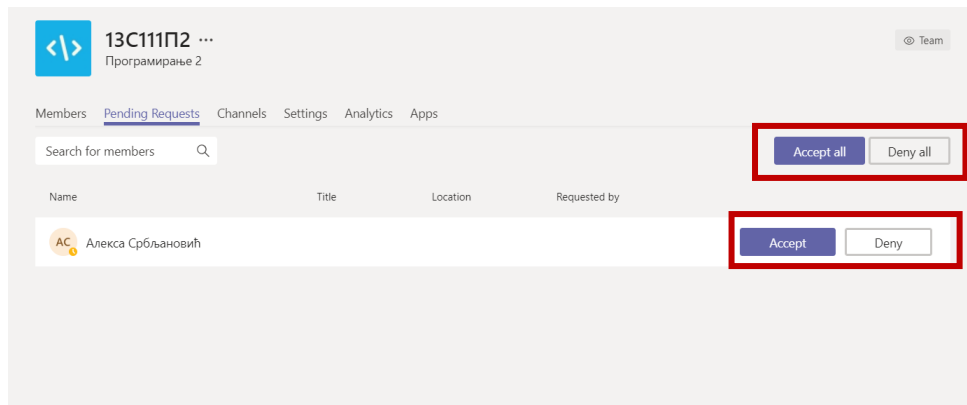 13С111П2 ...
Програмирање 2
Team
Members Pending Requests Channels Settings Analytics Apps
Search for members
Accept all Deny all
Name Title Location Requested by
АС Алекса Србљановић Accept Deny